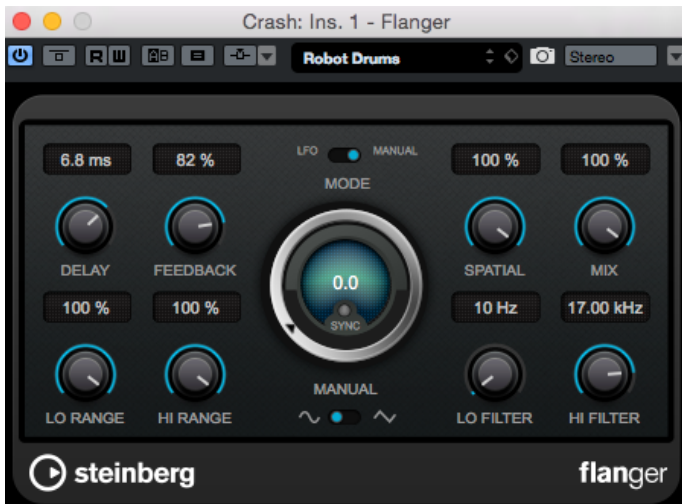 Crash: Ins. 1 - Flanger
R W AB Robot Drums Stereo
6.8 ms 82 % LFO MANUAL 100 % 100 %
MODE
DELAY FEEDBACK SPATIAL MIX
0.0
100 % 100 % 10 Hz 17.00 kHz
SYNC
MANUAL
LO RANGE HI RANGE LO FILTER HI FILTER
steinberg flanger